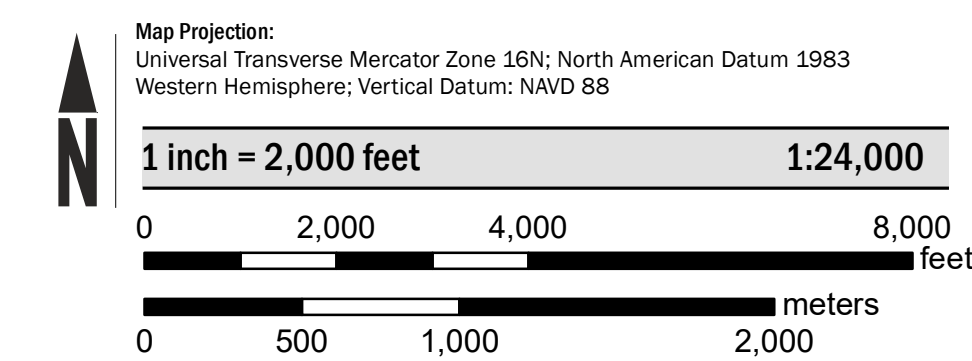 Map Projection:
Universal Transverse Mercator Zone 16N; North American Datum 1983
Western Hemisphere; Vertical Datum: NAVD 88
N
1 inch = 2,000 feet 1:24,000
0 2,000 4,000 8,000
feet
meters
0 500 1,000 2,000